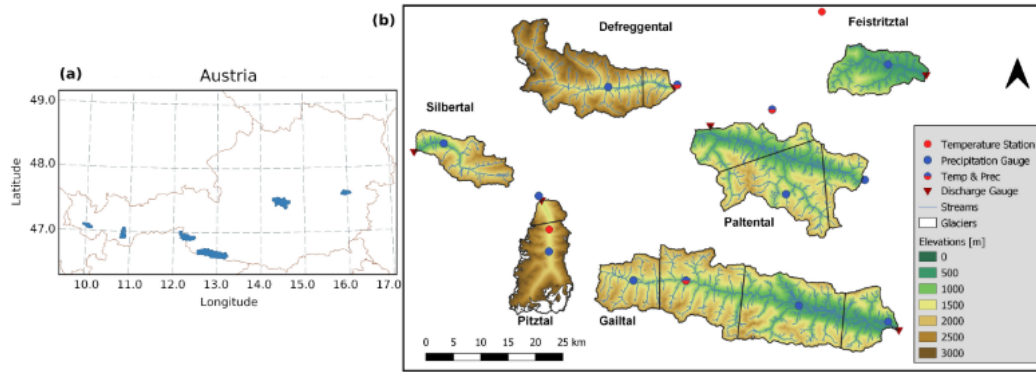 (a)
Austria
49.0
48.0
47.0
Latitude
10.0 11.0 12.0 13.0 14.0 15.0 16.0 17.0
Longitude
(b)
Defreggental
Feistritztal
Silbertal
Paltental
Pitztal
Gailtal
0 5 10 15 20 25 km
Temperature Station
Precipitation Gauge
Temp & Prec
Discharge Gauge
Streams
Glaciers
Elevations [m]
0
500
1000
1500
2000
2500
3000